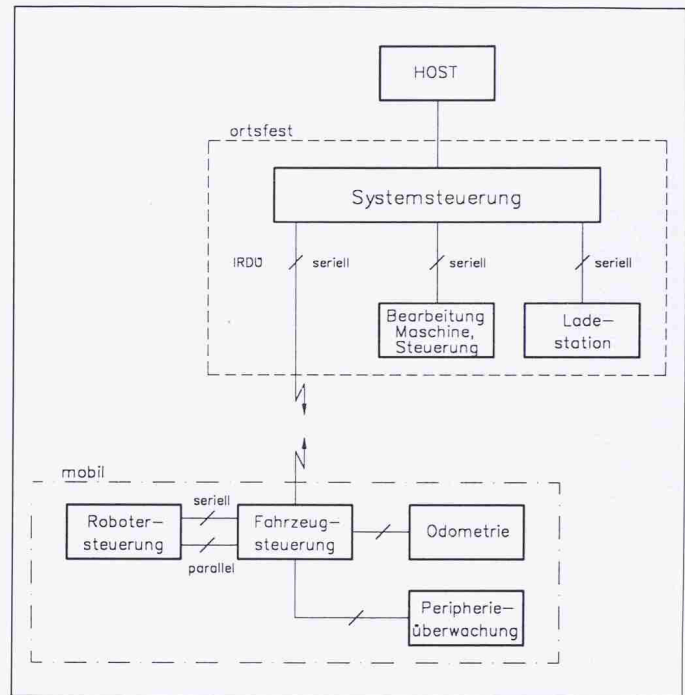 HOST
ortsfest
Systemsteuerung
IRDÜ
seriell
seriell
seriell
Bearbeitung
Maschine,
Steuerung
Lade-
station
mobil
seriell
Roboter-
steuerung
Fahrzeug-
steuerung
Odometrie
parallel
Peripherie-
überwachung